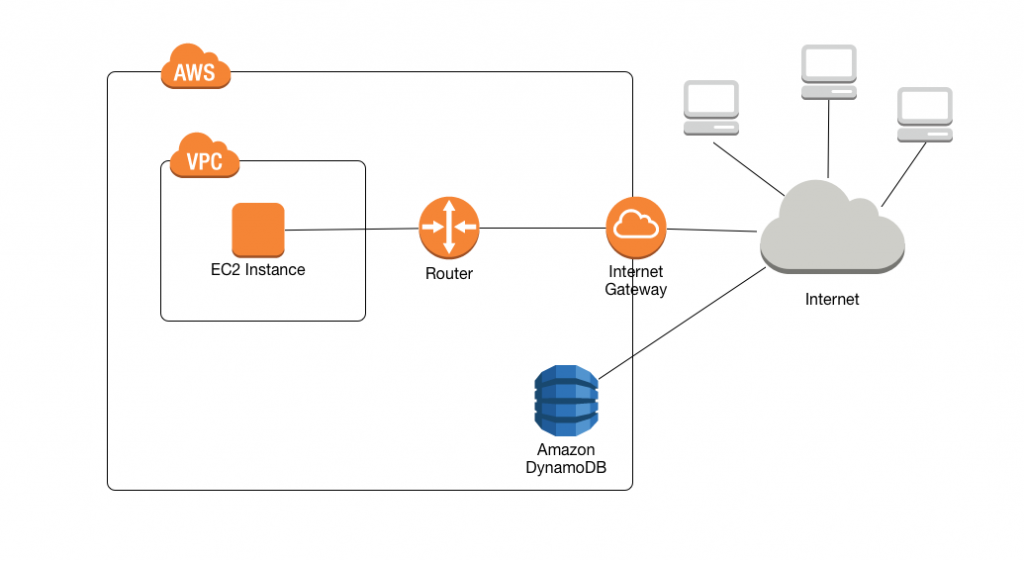 AWS
VPC
EC2 Instance
Router
Internet
Gateway
Internet
Amazon
DynamoDB